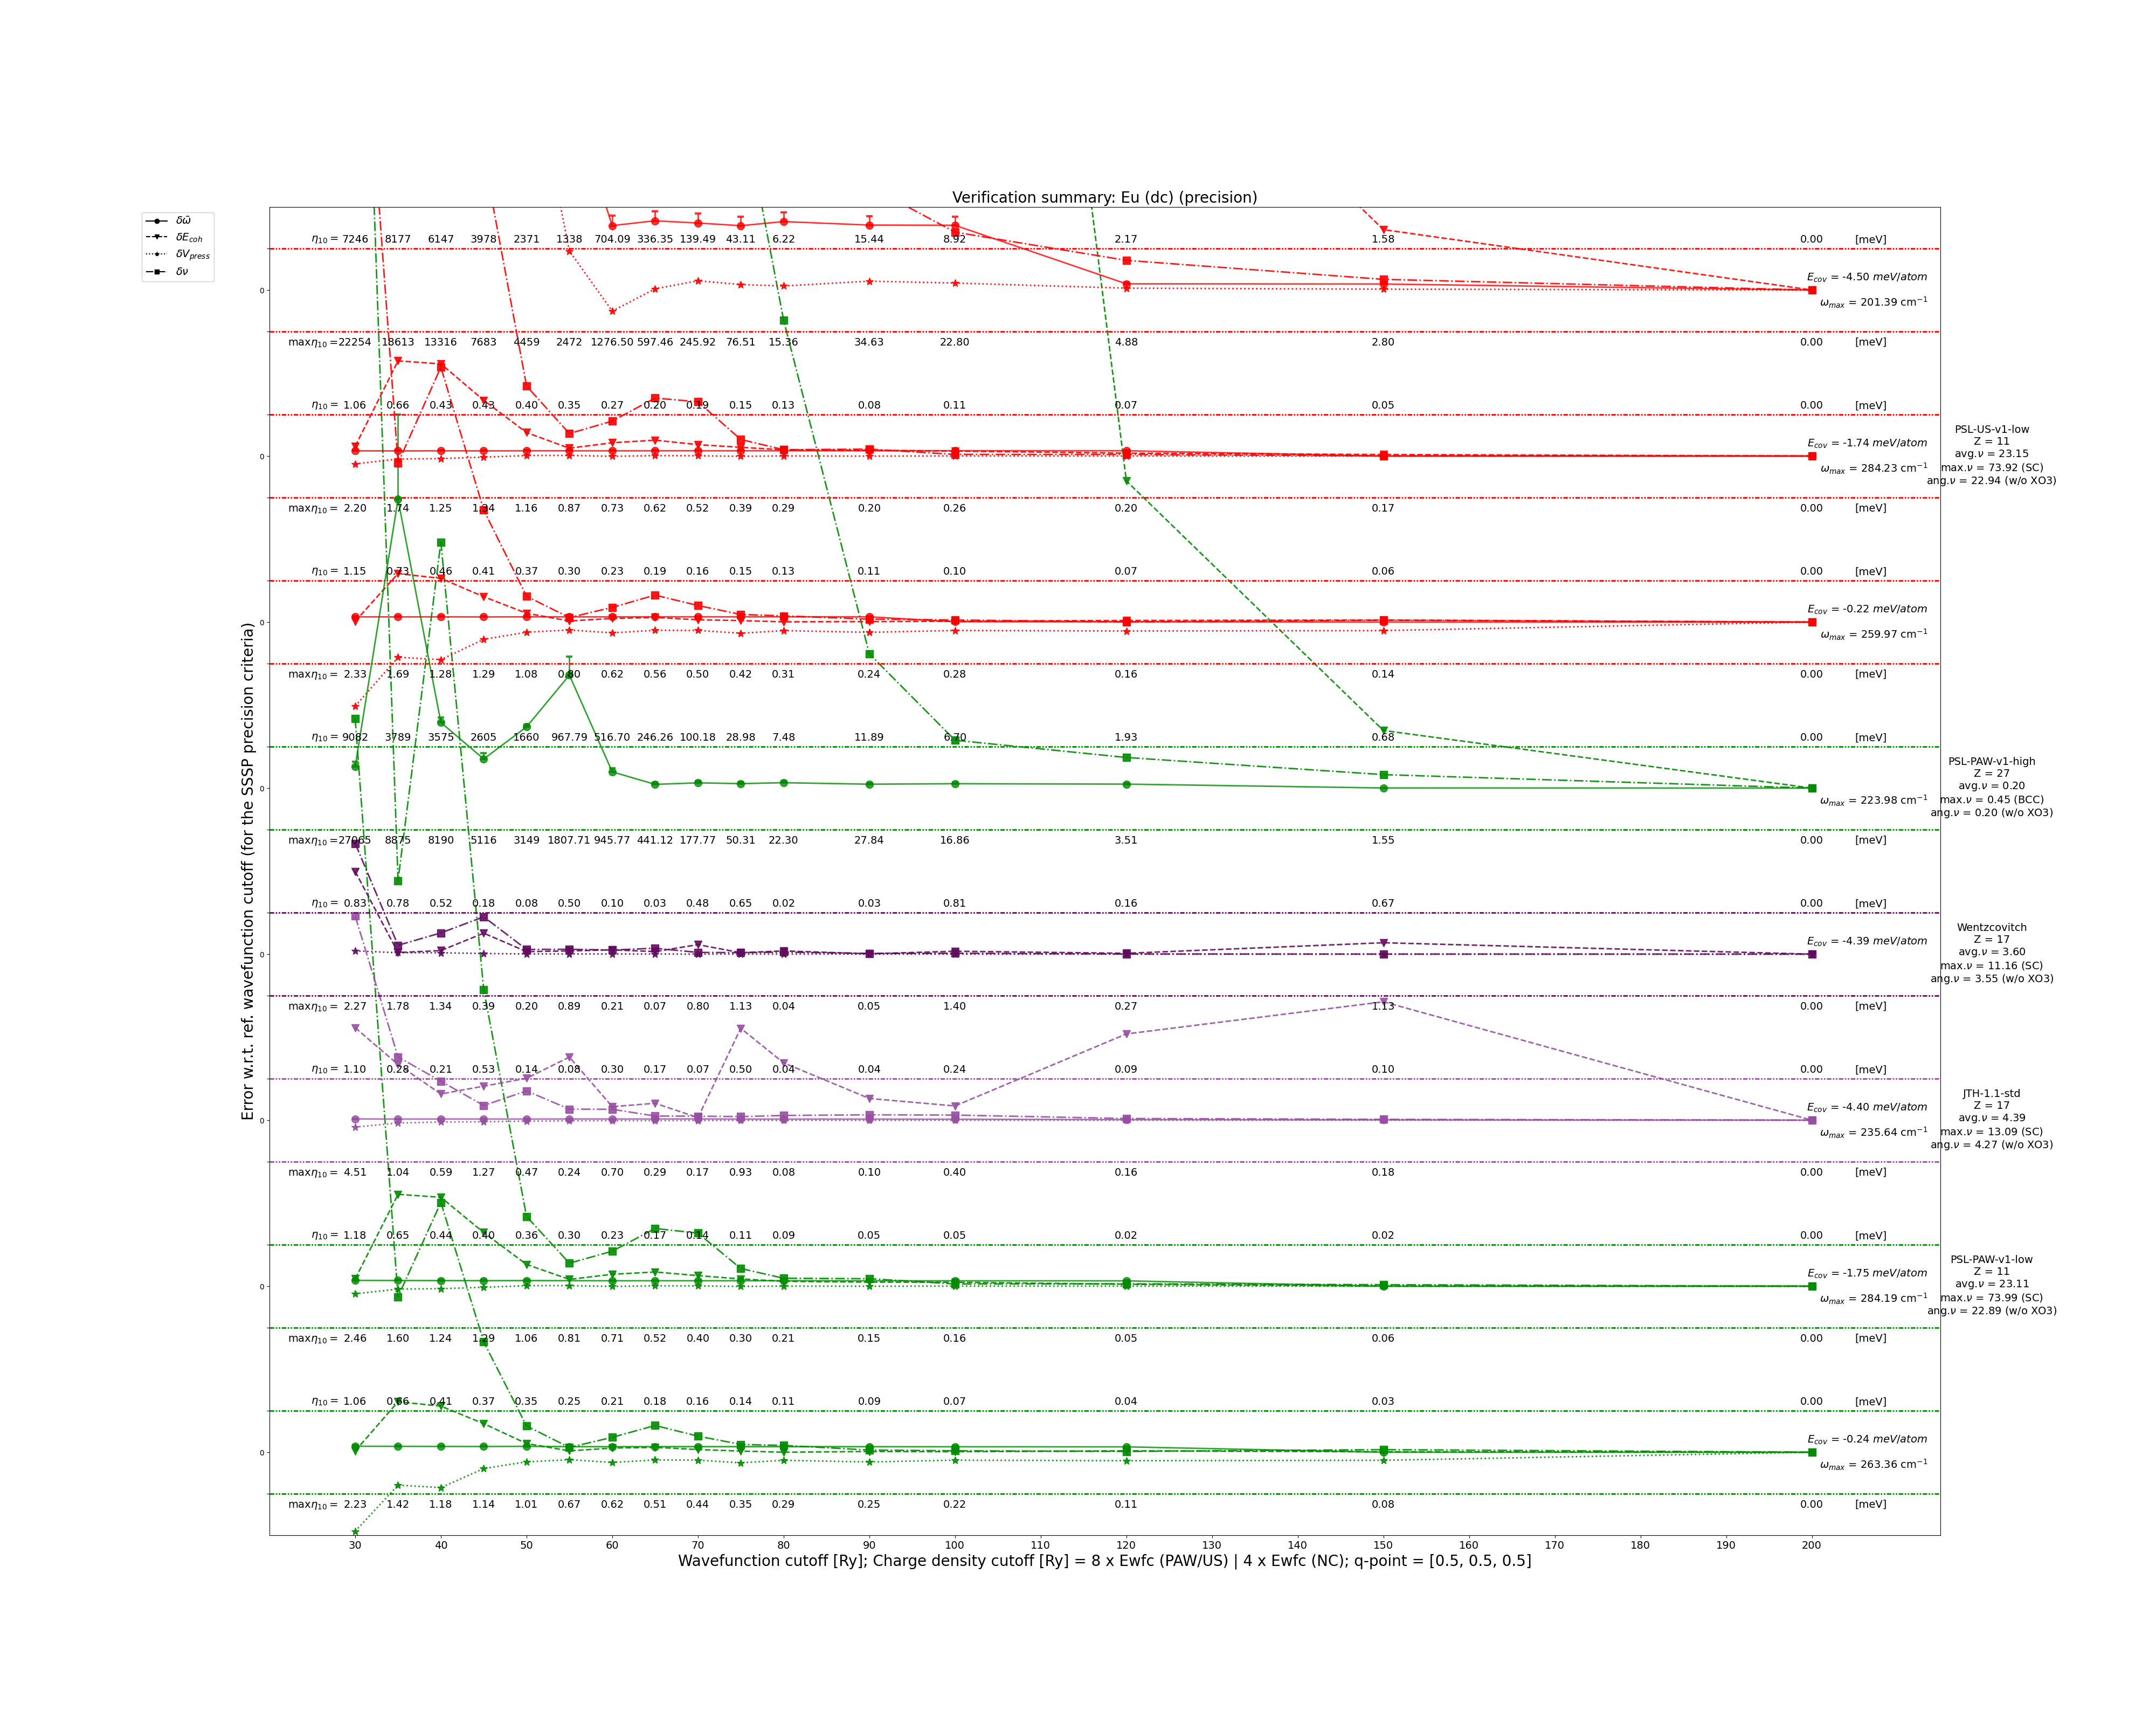 Verification summary: Eu (dc) (precision)
δω̄
δE_coh
δV_press
δν
Error w.r.t. ref. wavefunction cutoff (for the SSSP precision criteria)
η₁₀ = 7246 8177 6147 3978 2371 1338 704.09 336.35 139.49 43.11 6.22 15.44 8.92 2.17 1.58 0.00 [meV]
E_cov = -4.50 meV/atom
0
ω_max = 201.39 cm⁻¹
maxη₁₀ = 22254 18613 13316 7683 4459 2472 1276.50 597.46 245.92 76.51 15.36 34.63 22.80 4.88 2.80 0.00 [meV]
η₁₀ = 1.06 0.66 0.43 0.43 0.40 0.35 0.27 0.20 0.19 0.15 0.13 0.08 0.11 0.07 0.05 0.00 [meV]
E_cov = -1.74 meV/atom
0
ω_max = 284.23 cm⁻¹
PSL-US-v1-low
Z = 11
avg.ν = 23.15
max.ν = 73.92 (SC)
ang.ν = 22.94 (w/o XO3)
maxη₁₀ = 2.20 1.74 1.25 1.34 1.16 0.87 0.73 0.62 0.52 0.39 0.29 0.20 0.26 0.20 0.17 0.00 [meV]
η₁₀ = 1.15 0.73 0.46 0.41 0.37 0.30 0.23 0.19 0.16 0.15 0.13 0.11 0.10 0.07 0.06 0.00 [meV]
E_cov = -0.22 meV/atom
0
ω_max = 259.97 cm⁻¹
maxη₁₀ = 2.33 1.69 1.28 1.29 1.08 0.80 0.62 0.56 0.50 0.42 0.31 0.24 0.28 0.16 0.14 0.00 [meV]
η₁₀ = 9082 3789 3575 2605 1660 967.79 516.70 246.26 100.18 28.98 7.48 11.89 6.70 1.93 0.68 0.00 [meV]
0
ω_max = 223.98 cm⁻¹
PSL-PAW-v1-high
Z = 27
avg.ν = 0.20
max.ν = 0.45 (BCC)
ang.ν = 0.20 (w/o XO3)
maxη₁₀ = 27065 8875 8190 5116 3149 1807.71 945.77 441.12 177.77 50.31 22.30 27.84 16.86 3.51 1.55 0.00 [meV]
η₁₀ = 0.83 0.78 0.52 0.18 0.08 0.50 0.10 0.03 0.48 0.65 0.02 0.03 0.81 0.16 0.67 0.00 [meV]
E_cov = -4.39 meV/atom
0
Wentzcovitch
Z = 17
avg.ν = 3.60
max.ν = 11.16 (SC)
ang.ν = 3.55 (w/o XO3)
maxη₁₀ = 2.27 1.78 1.34 0.39 0.20 0.89 0.21 0.07 0.80 1.13 0.04 0.05 1.40 0.27 1.13 0.00 [meV]
η₁₀ = 1.10 0.28 0.21 0.53 0.14 0.08 0.30 0.17 0.07 0.50 0.04 0.04 0.24 0.09 0.10 0.00 [meV]
E_cov = -4.40 meV/atom
0
ω_max = 235.64 cm⁻¹
JTH-1.1-std
Z = 17
avg.ν = 4.39
max.ν = 13.09 (SC)
ang.ν = 4.27 (w/o XO3)
maxη₁₀ = 4.51 1.04 0.59 1.27 0.47 0.24 0.70 0.29 0.17 0.93 0.08 0.10 0.40 0.16 0.18 0.00 [meV]
η₁₀ = 1.18 0.65 0.44 0.40 0.36 0.30 0.23 0.17 0.14 0.11 0.09 0.05 0.05 0.02 0.02 0.00 [meV]
E_cov = -1.75 meV/atom
0
ω_max = 284.19 cm⁻¹
PSL-PAW-v1-low
Z = 11
avg.ν = 23.11
max.ν = 73.99 (SC)
ang.ν = 22.89 (w/o XO3)
maxη₁₀ = 2.46 1.60 1.24 1.29 1.06 0.81 0.71 0.52 0.40 0.30 0.21 0.15 0.16 0.05 0.06 0.00 [meV]
η₁₀ = 1.06 0.66 0.41 0.37 0.35 0.25 0.21 0.18 0.16 0.14 0.11 0.09 0.07 0.04 0.03 0.00 [meV]
E_cov = -0.24 meV/atom
0
ω_max = 263.36 cm⁻¹
maxη₁₀ = 2.23 1.42 1.18 1.14 1.01 0.67 0.62 0.51 0.44 0.35 0.29 0.25 0.22 0.11 0.08 0.00 [meV]
30 40 50 60 70 80 90 100 110 120 130 140 150 160 170 180 190 200
Wavefunction cutoff [Ry]; Charge density cutoff [Ry] = 8 x Ewfc (PAW/US) | 4 x Ewfc (NC); q-point = [0.5, 0.5, 0.5]